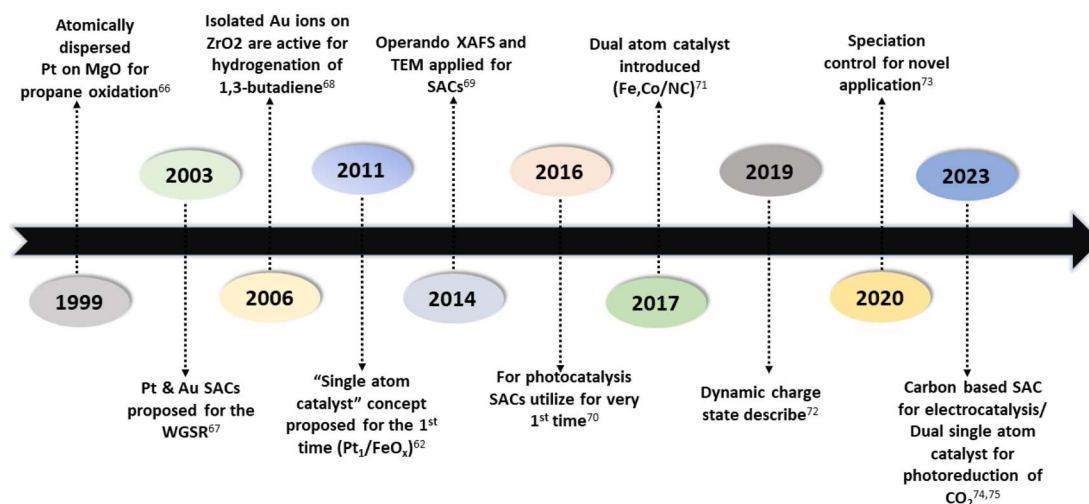 Atomically
dispersed
Pt on MgO for
propane oxidation66
Isolated Au ions on
ZrO2 are active for
hydrogenation of
1,3-butadiene68
Operando XAFS and
TEM applied for
SACs69
Dual atom catalyst
introduced
(Fe,Co/NC)71
Speciation
control for novel
application73
2003
2011
2016
2019
2023
1999
2006
2014
2017
2020
Pt & Au SACs
proposed for the
WGSR67
“Single atom
catalyst” concept
proposed for the 1st
time (Pt1/FeOx)62
For photocatalysis
SACs utilize for very
1st time70
Dynamic charge
state describe72
Carbon based SAC
for electrocatalysis/
Dual single atom
catalyst for
photoreduction of
CO274,75